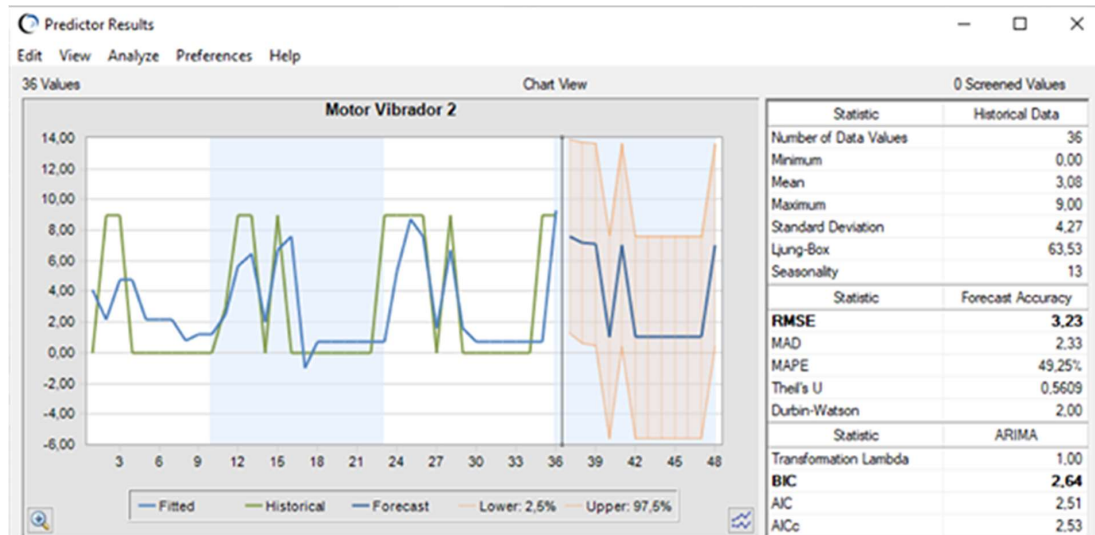 Predictor Results
Edit View Analyze Preferences Help
36 Values Chart View 0 Screened Values
Motor Vibrador 2
14,00
12,00
10,00
8,00
6,00
4,00
2,00
0,00
-2,00
-4,00
-6,00
3 6 9 12 15 18 21 24 27 30 33 36 39 42 45 48
Fitted Historical Forecast Lower: 2,5% Upper: 97,5%
Statistic Historical Data
Number of Data Values 36
Minimum 0,00
Mean 3,08
Maximum 9,00
Standard Deviation 4,27
Ljung-Box 63,53
Seasonality 13
Statistic Forecast Accuracy
RMSE 3,23
MAD 2,33
MAPE 49,25%
Theil's U 0,5609
Durbin-Watson 2,00
Statistic ARIMA
Transformation Lambda 1,00
BIC 2,64
AIC 2,51
AICc 2,53